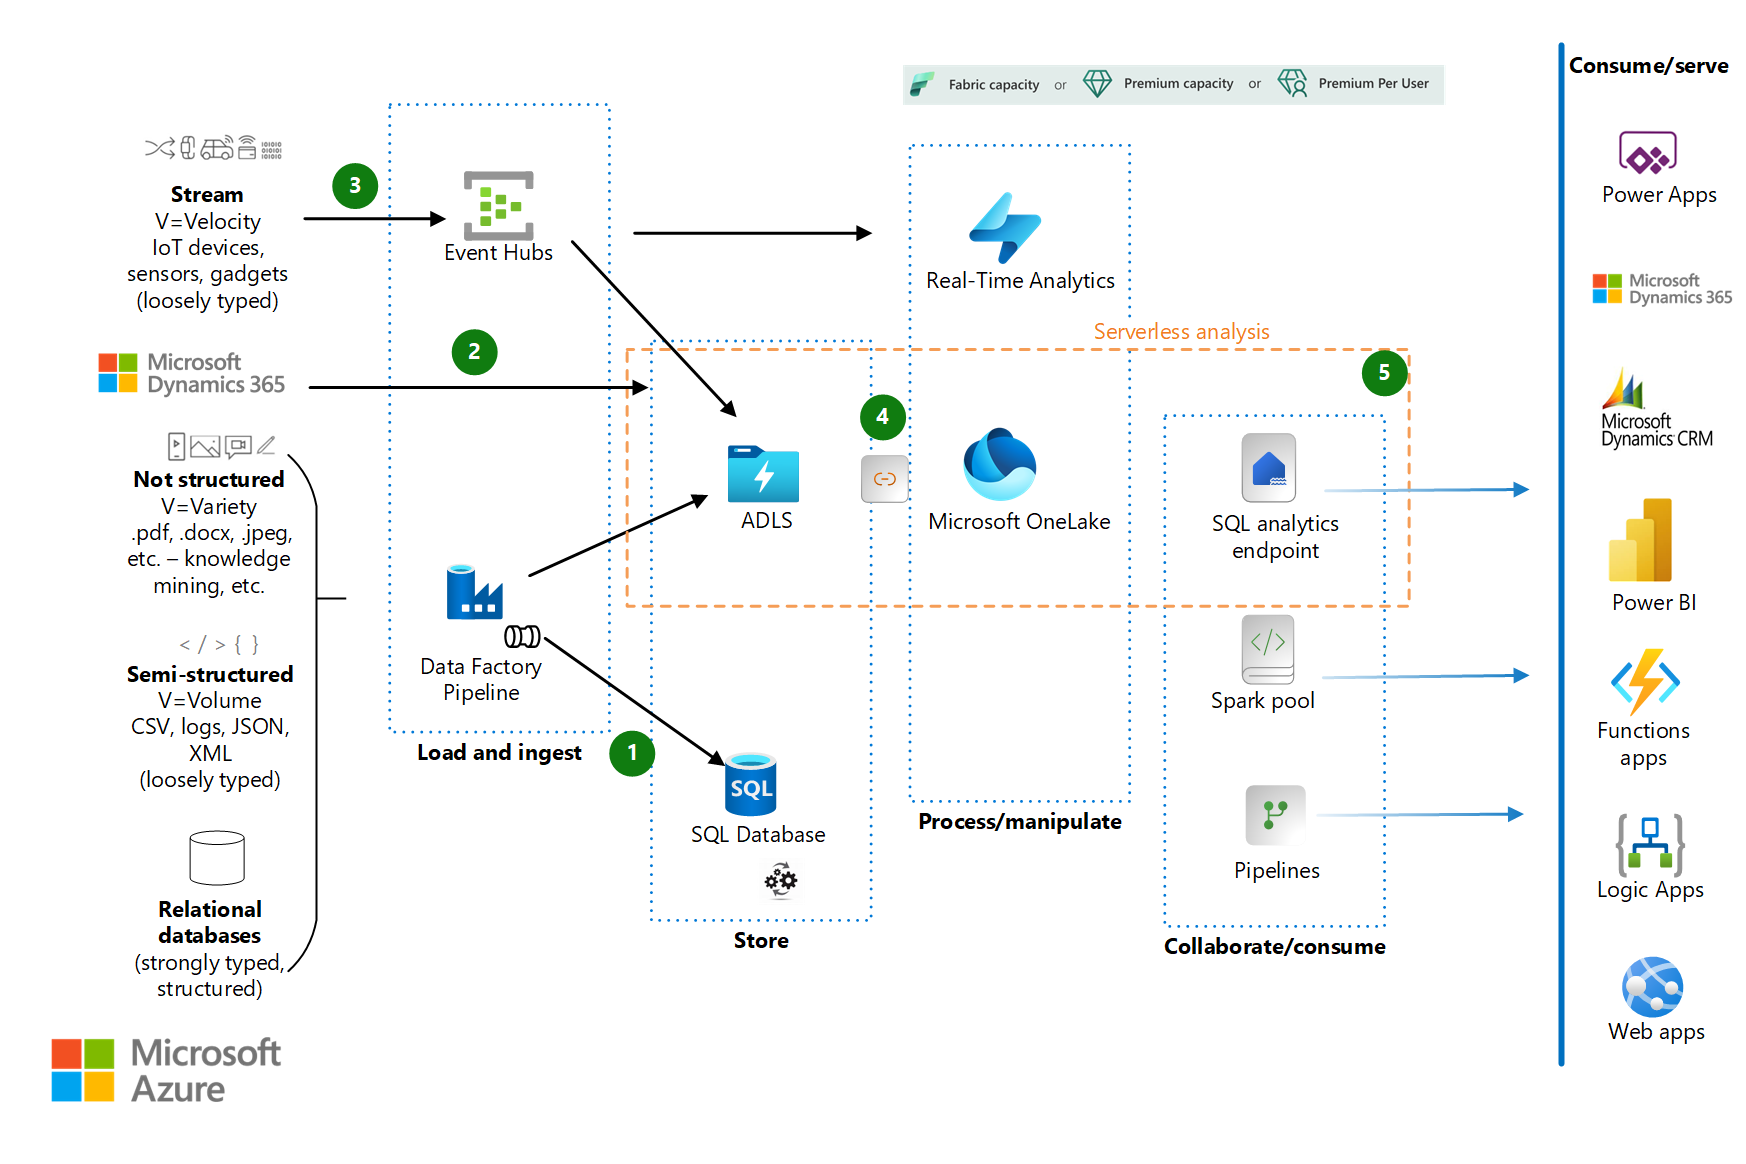 Fabric capacity or Premium capacity or Premium Per User
Consume/serve
3
Stream
V=Velocity
IoT devices,
sensors, gadgets
(loosely typed)
Event Hubs
Real-Time Analytics
Power Apps
Microsoft
Dynamics 365
Serverless analysis
2
5
Microsoft
Dynamics 365
4
Microsoft
Dynamics CRM
Not structured
V=Variety
.pdf, .docx, .jpeg,
etc. – knowledge
mining, etc.
ADLS
Microsoft OneLake
SQL analytics
endpoint
Power BI
</>{ }
Semi-structured
V=Volume
CSV, logs, JSON,
XML
(loosely typed)
Data Factory
Pipeline
</>
Spark pool
Functions
apps
Load and ingest
1
SQL
SQL Database
Process/manipulate
Pipelines
Logic Apps
Relational
databases
(strongly typed,
structured)
Store
Collaborate/consume
Web apps
Microsoft
Azure